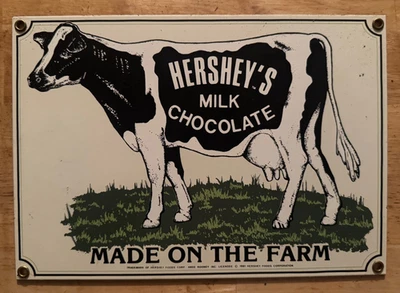 HERSHEY'S
MILK
CHOCOLATE
MADE ON THE FARM